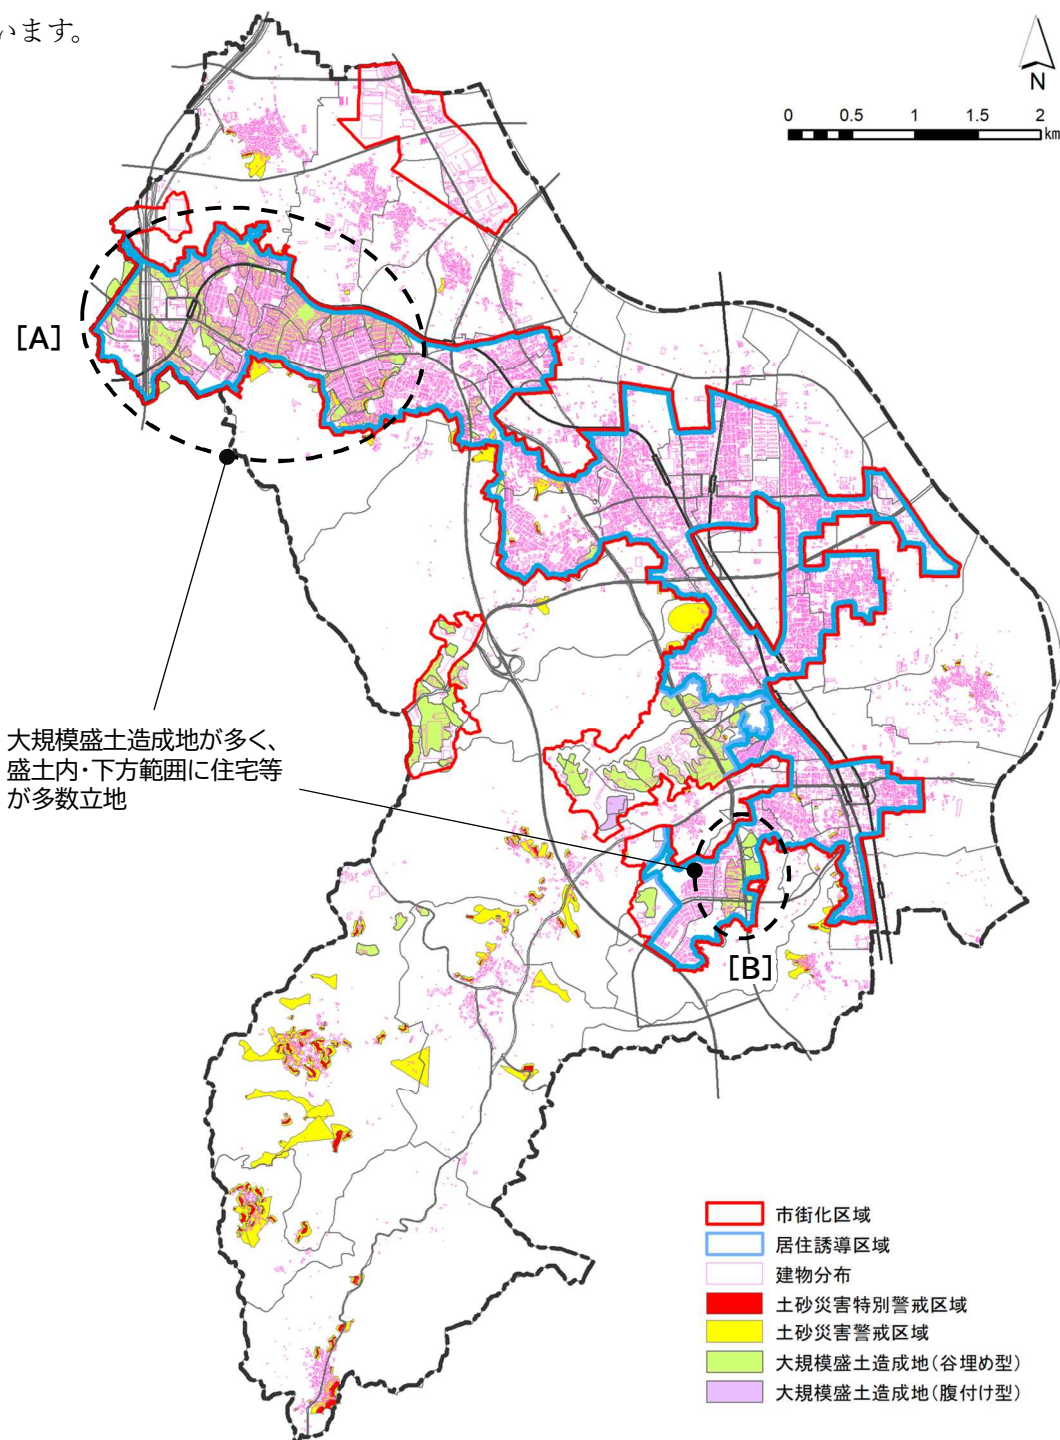 います。
N
0 0.5 1 1.5 2
km
[A]
大規模盛土造成地が多く、
盛土内・下方範囲に住宅等
が多数立地
[B]
市街化区域
居住誘導区域
建物分布
土砂災害特別警戒区域
土砂災害警戒区域
大規模盛土造成地(谷埋め型)
大規模盛土造成地(腹付け型)